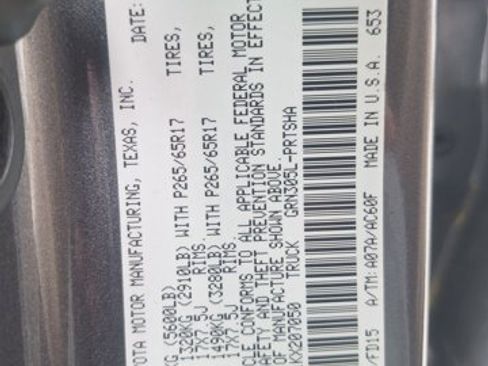 OTA MOTOR MANUFACTURING, TEXAS, INC. DATE:
KG (5600LB)
1320KG (2910LB) WITH P265/65R17 TIRES,
17X7.5J RIMS
1490KG (3280LB) WITH P265/65R17 TIRES,
17X7.5J RIMS
CLE CONFORMS TO ALL APPLICABLE FEDERAL MOTOR
AFETY AND THEFT PREVENTION STANDARDS IN EFFECT
OF MANUFACTURE SHOWN ABOVE.
KX207050 TRUCK GRN305L-PRTSHA
/FD15 A/TM: A07A/AC60F MADE IN U.S.A. 653